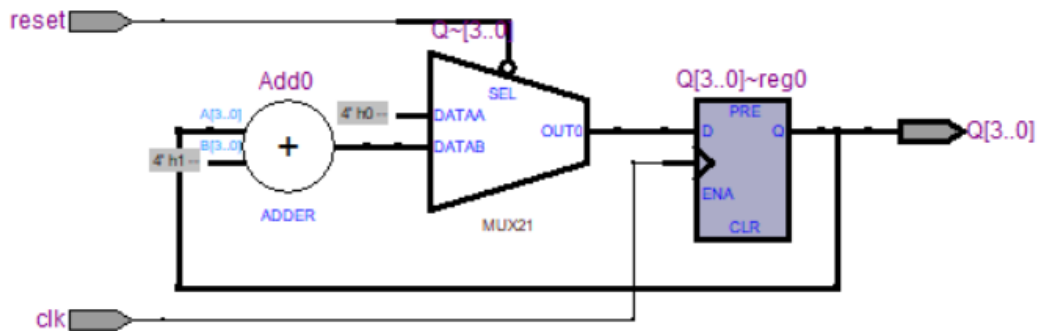 reset
Q~[3..0]
Add0
Q[3..0]~reg0
SEL
PRE
A[3..0]
4' h0 --
DATAA
OUT0
D
Q
Q[3..0]
B[3..0]
+
DATAB
4' h1 --
ENA
ADDER
MUX21
CLR
clk